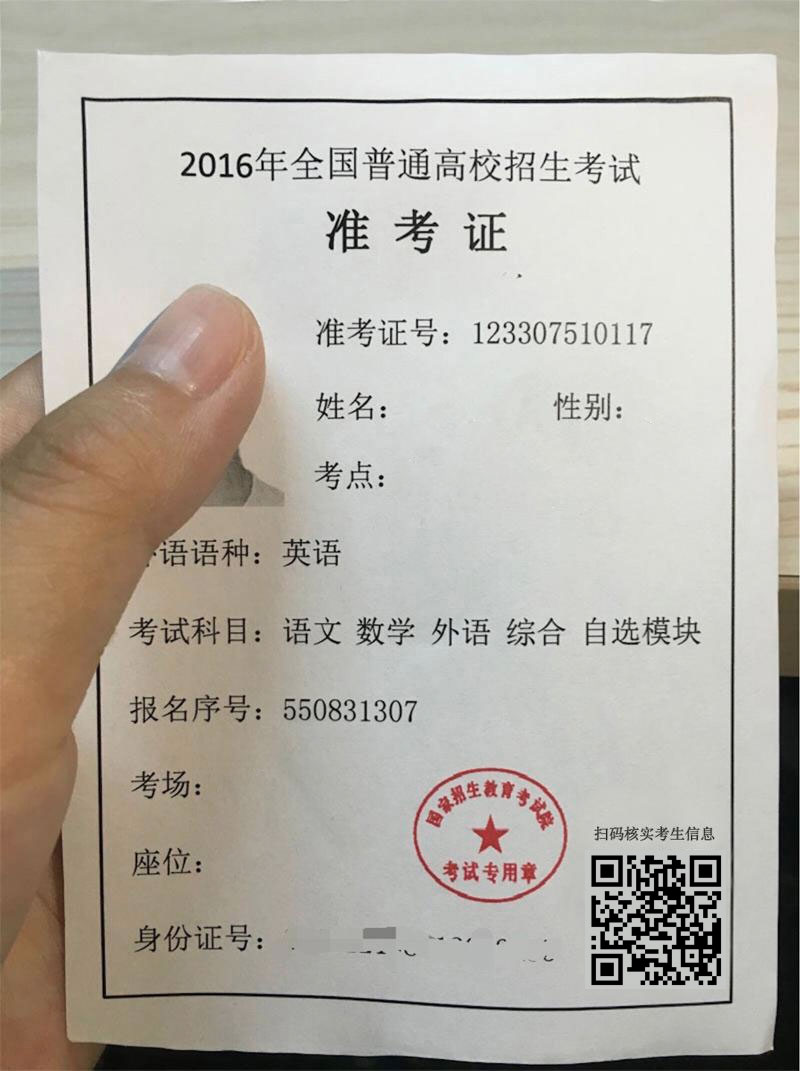 2016年全国普通高校招生考试
准考证
准考证号：123307510117
姓名： 性别：
考点：
语语种：英语
考试科目：语文 数学 外语 综合 自选模块
报名序号：550831307
考场：
国家招生教育考试院
考试专用章
扫码核实考生信息
座位：
身份证号：